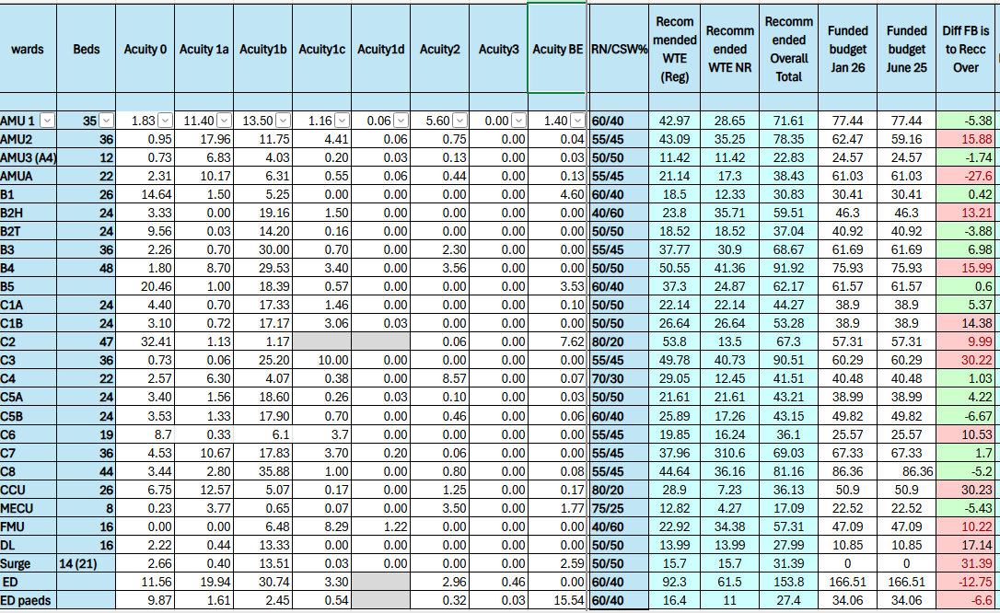 wards Beds Acuity 0 Acuity 1a Acuity1b Acuity1c Acuity1d Acuity2 Acuity3 Acuity BE RN/CSW% Recommended WTE (Reg) Recommended WTE NR Recommended Overall Total Funded budget Jan 26 Funded budget June 25 Diff FB is to Recc Over
AMU 1 35 1.83 11.40 13.50 1.16 0.06 5.60 0.00 1.40 60/40 42.97 28.65 71.61 77.44 77.44 -5.38
AMU2 36 0.95 17.96 11.75 4.41 0.06 0.75 0.00 0.04 55/45 43.09 35.25 78.35 62.47 59.16 15.88
AMU3 (A4) 12 0.73 6.83 4.03 0.20 0.03 0.13 0.00 0.03 50/50 11.42 11.42 22.83 24.57 24.57 -1.74
AMUA 22 2.31 10.17 6.31 0.55 0.06 0.44 0.00 0.13 55/45 21.14 17.3 38.43 61.03 61.03 -27.6
B1 26 14.64 1.50 5.25 0.00 0.00 0.00 0.00 4.60 60/40 18.5 12.33 30.83 30.41 30.41 0.42
B2H 24 3.33 0.00 19.16 1.50 0.00 0.00 0.00 0.00 40/60 23.8 35.71 59.51 46.3 46.3 13.21
B2T 24 9.56 0.03 14.20 0.16 0.00 0.00 0.00 0.00 50/50 18.52 18.52 37.04 40.92 40.92 -3.88
B3 36 2.26 0.70 30.00 0.70 0.00 2.30 0.00 0.00 55/45 37.77 30.9 68.67 61.69 61.69 6.98
B4 48 1.80 8.70 29.53 3.40 0.00 3.56 0.00 0.00 50/50 50.55 41.36 91.92 75.93 75.93 15.99
B5 20.46 1.00 18.39 0.57 0.00 0.00 0.00 3.53 60/40 37.3 24.87 62.17 61.57 61.57 0.6
C1A 24 4.40 0.70 17.33 1.46 0.00 0.00 0.00 0.10 50/50 22.14 22.14 44.27 38.9 38.9 5.37
C1B 24 3.10 0.72 17.17 3.06 0.03 0.00 0.00 0.00 50/50 26.64 26.64 53.28 38.9 38.9 14.38
C2 47 32.41 1.13 1.17 0.06 0.00 7.62 80/20 53.8 13.5 67.3 57.31 57.31 9.99
C3 36 0.73 0.06 25.20 10.00 0.00 0.00 0.00 0.00 55/45 49.78 40.73 90.51 60.29 60.29 30.22
C4 22 2.57 6.30 4.07 0.38 0.00 8.57 0.00 0.07 70/30 29.05 12.45 41.51 40.48 40.48 1.03
C5A 24 3.40 1.56 18.60 0.26 0.03 0.10 0.00 0.03 50/50 21.61 21.61 43.21 38.99 38.99 4.22
C5B 24 3.53 1.33 17.90 0.70 0.00 0.46 0.00 0.06 60/40 25.89 17.26 43.15 49.82 49.82 -6.67
C6 19 8.7 0.33 6.1 3.7 0.00 0.00 0.00 0.00 55/45 19.85 16.24 36.1 25.57 25.57 10.53
C7 36 4.53 10.67 17.83 3.70 0.20 0.06 0.00 0.00 55/45 37.96 310.6 69.03 67.33 67.33 1.7
C8 44 3.44 2.80 35.88 1.00 0.00 0.80 0.00 0.08 55/45 44.64 36.16 81.16 86.36 86.36 -5.2
CCU 26 6.75 12.57 5.07 0.17 0.00 1.25 0.00 0.17 80/20 28.9 7.23 36.13 50.9 50.9 30.23
MECU 8 0.23 3.77 0.65 0.07 0.00 3.50 0.00 1.77 75/25 12.82 4.27 17.09 22.52 22.52 -5.43
FMU 16 0.00 0.00 6.48 8.29 1.22 0.00 0.00 0.00 40/60 22.92 34.38 57.31 47.09 47.09 10.22
DL 16 2.22 0.44 13.33 0.00 0.00 0.00 0.00 0.00 50/50 13.99 13.99 27.99 10.85 10.85 17.14
Surge 14 (21) 2.66 0.40 13.51 0.03 0.00 0.00 0.00 2.59 50/50 15.7 15.7 31.39 0 0 31.39
ED 11.56 19.94 30.74 3.30 2.96 0.46 0.00 60/40 92.3 61.5 153.8 166.51 166.51 -12.75
ED paeds 9.87 1.61 2.45 0.54 0.32 0.03 15.54 60/40 16.4 11 27.4 34.06 34.06 -6.6